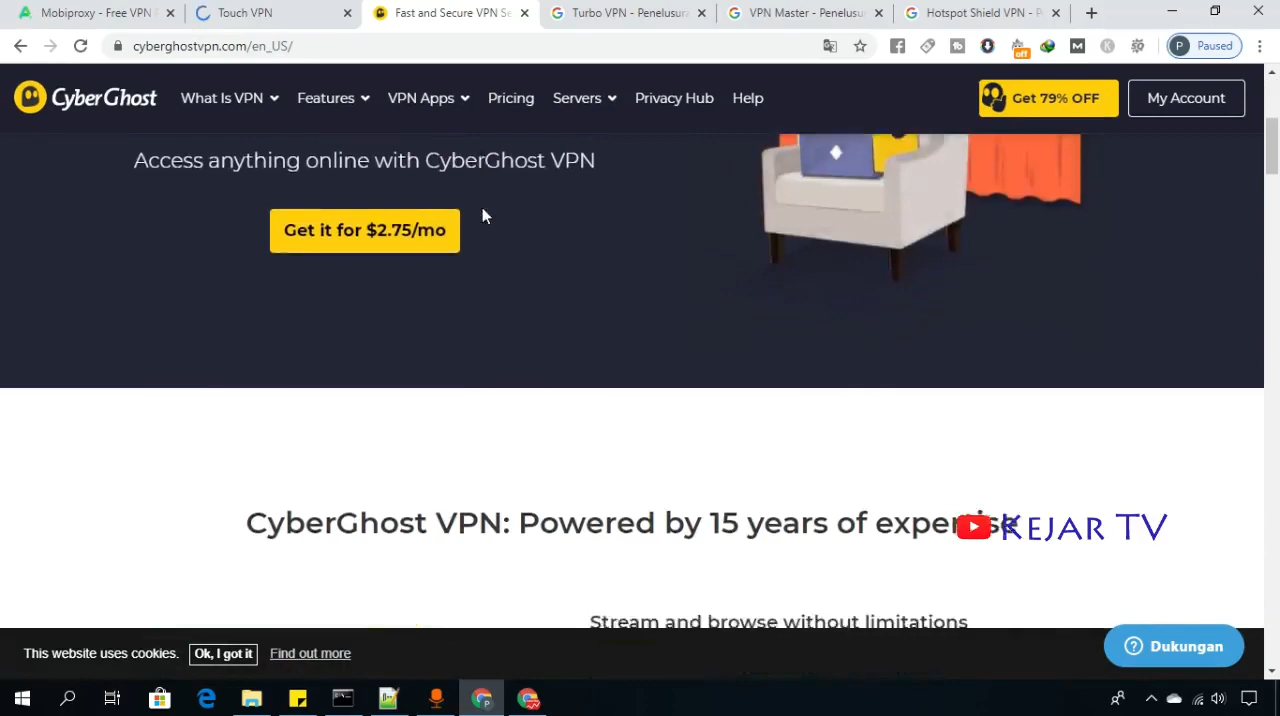 Mobiproxy - Free VPN
Touch VPN
Fast and Secure VPN Se
Turbo VPN - Penelusura
VPN Master - Penelusu
Hotspot Shield VPN - P
cyberghostvpn.com/en_US/
off
P Paused
CyberGhost
What Is VPN
Features
VPN Apps
Pricing
Servers
Privacy Hub
Help
Get 79% OFF
My Account
Access anything online with CyberGhost VPN
Get it for $2.75/mo
CyberGhost VPN: Powered by 15 years of expertise
KEJAR TV
Stream and browse without limitations
This website uses cookies.
Ok, I got it
Find out more
Dukungan